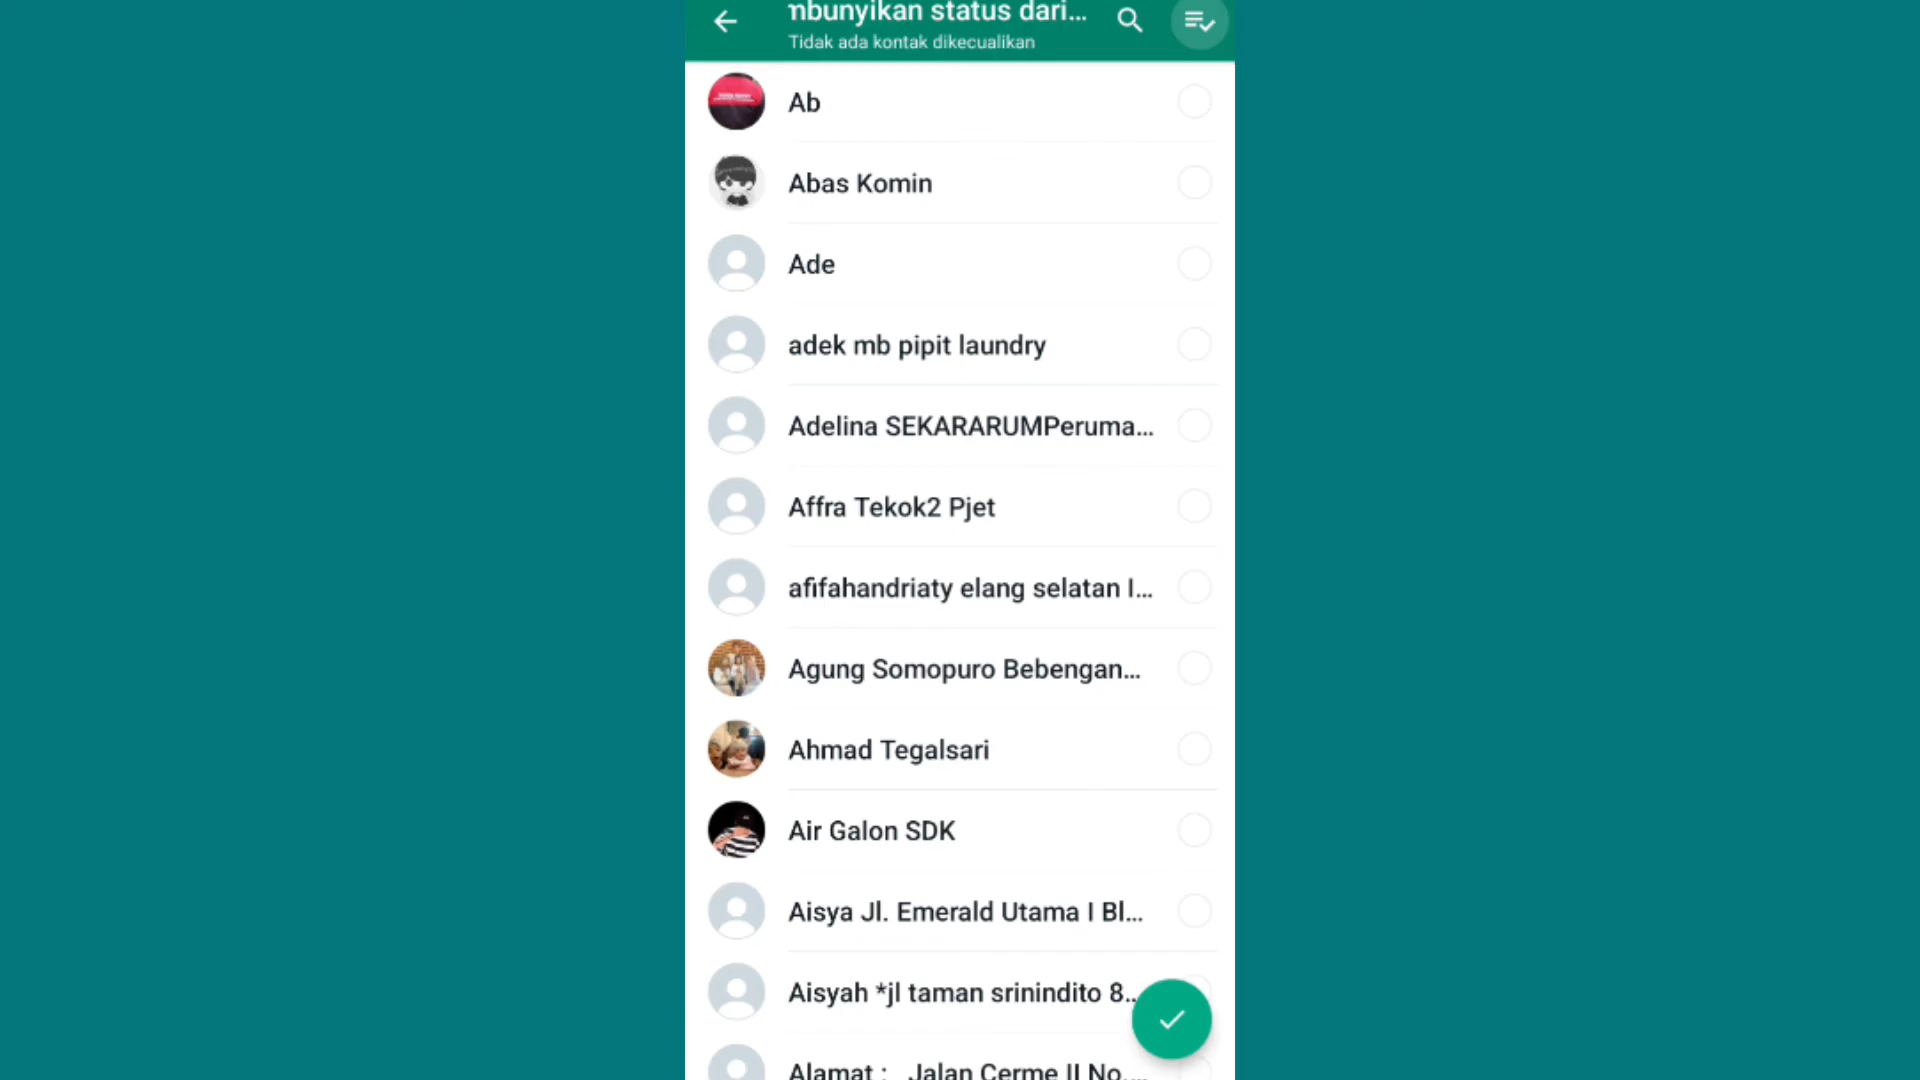 mbunyikan status dari...
Tidak ada kontak dikecualikan
Ab
Abas Komin
Ade
adek mb pipit laundry
Adelina SEKARARUMPeruma...
Affra Tekok2 Pjet
afifahandriaty elang selatan I...
Agung Somopuro Bebengan...
Ahmad Tegalsari
Air Galon SDK
Aisya Jl. Emerald Utama I Bl...
Aisyah *jl taman srinindito 8...
Alamat : Jalan Cerme II No....